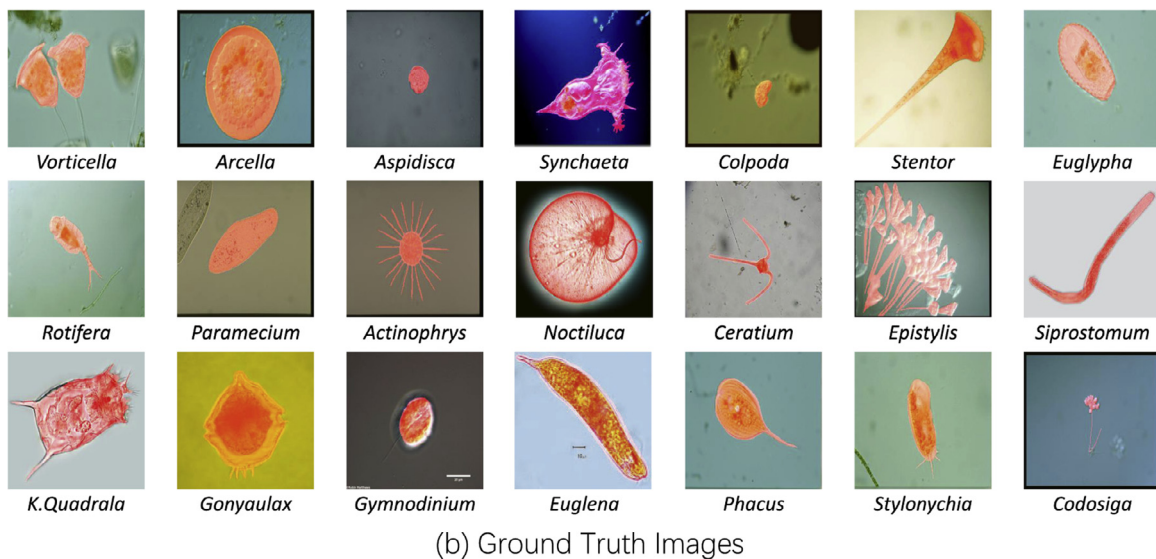 Vorticella Arcella Aspidisca Synchaeta Colpoda Stentor Euglypha
Rotifera Paramecium Actinophrys Noctiluca Ceratium Epistylis Siprostomum
K.Quadrala Gonyaulax Gymnodinium Euglena Phacus Stylonychia Codosiga
(b) Ground Truth Images